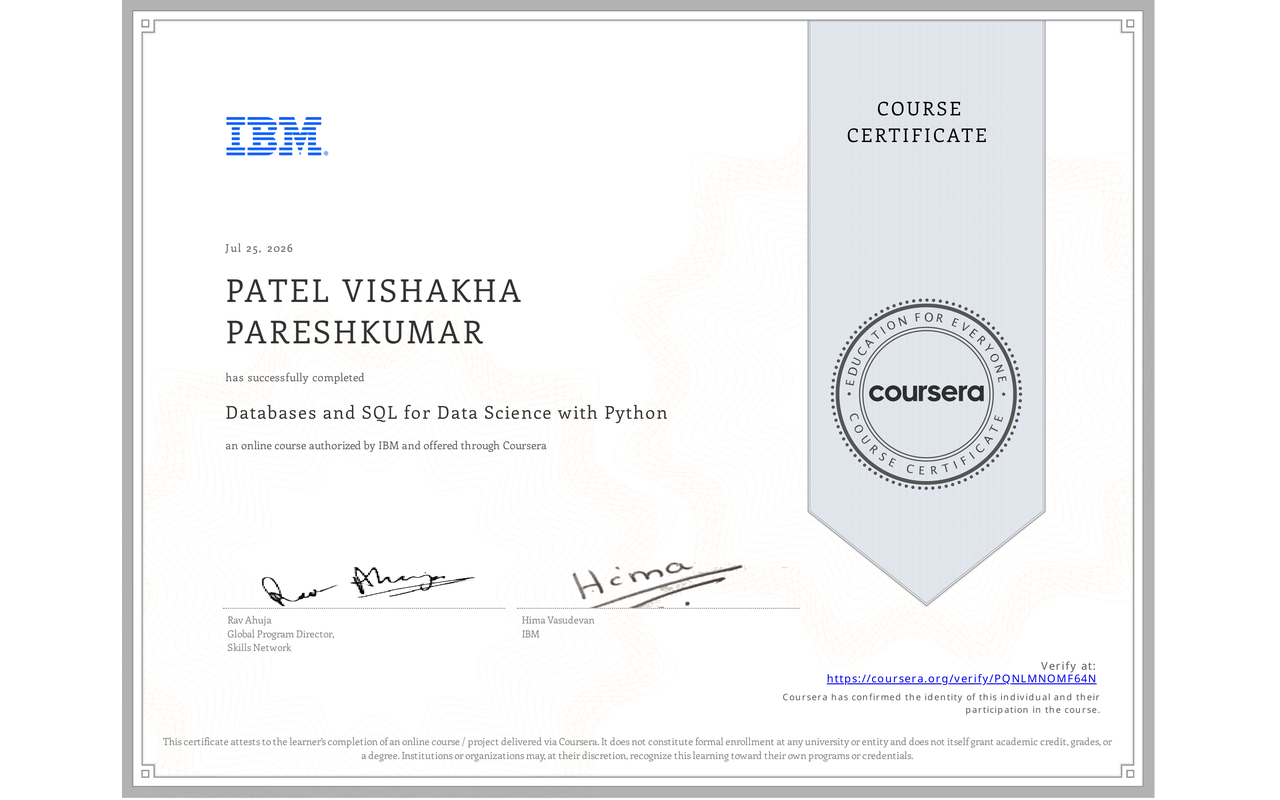 IBM
COURSE
CERTIFICATE
Jul 25, 2026
PATEL VISHAKHA
PARESHKUMAR
has successfully completed
Databases and SQL for Data Science with Python
an online course authorized by IBM and offered through Coursera
EDUCATION FOR EVERYONE
coursera
COURSE CERTIFICATE
Rav Ahuja
Hima
Rav Ahuja
Global Program Director,
Skills Network
Hima Vasudevan
IBM
Verify at:
https://coursera.org/verify/PQNLMNOMF64N
Coursera has confirmed the identity of this individual and their
participation in the course.
This certificate attests to the learner's completion of an online course / project delivered via Coursera. It does not constitute formal enrollment at any university or entity and does not itself grant academic credit, grades, or
a degree. Institutions or organizations may, at their discretion, recognize this learning toward their own programs or credentials.